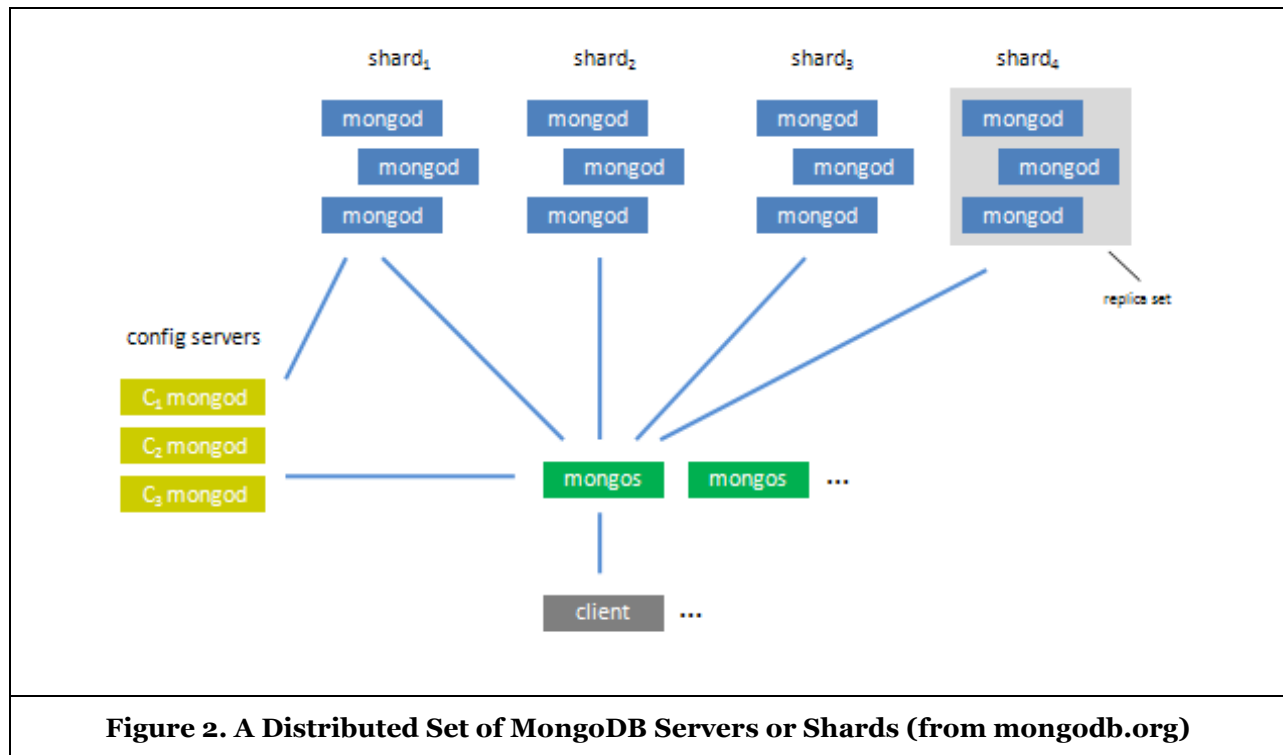 shard₁ shard₂ shard₃ shard₄
mongod mongod mongod mongod
mongod mongod mongod mongod
mongod mongod mongod mongod
replica set
config servers
C₁ mongod
C₂ mongod
C₃ mongod
mongos mongos ...
client ...
Figure 2. A Distributed Set of MongoDB Servers or Shards (from mongodb.org)